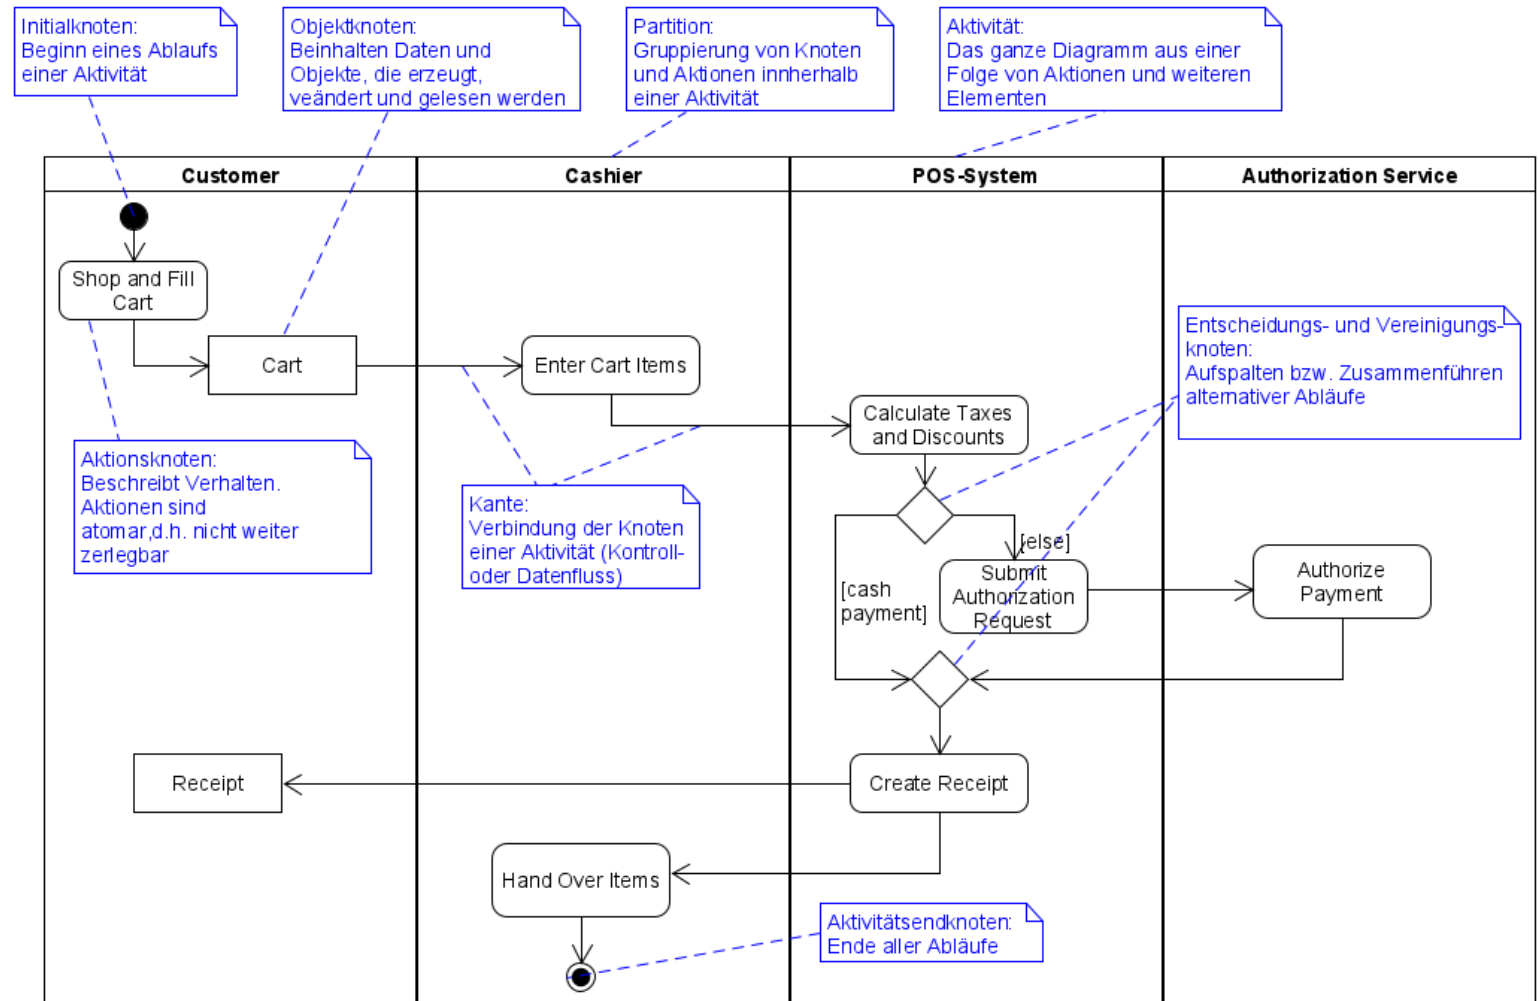 Initialknoten:
Beginn eines Ablaufs
einer Aktivität
Objektknoten:
Beinhalten Daten und
Objekte, die erzeugt,
veändert und gelesen werden
Partition:
Gruppierung von Knoten
und Aktionen innherhalb
einer Aktivität
Aktivität:
Das ganze Diagramm aus einer
Folge von Aktionen und weiteren
Elementen
Customer
Cashier
POS-System
Authorization Service
Shop and Fill
Cart
Cart
Enter Cart Items
Calculate Taxes
and Discounts
Entscheidungs- und Vereinigungs-
knoten:
Aufspalten bzw. Zusammenführen
alternativer Abläufe
Aktionsknoten:
Beschreibt Verhalten.
Aktionen sind
atomar,d.h. nicht weiter
zerlegbar
Kante:
Verbindung der Knoten
einer Aktivität (Kontroll-
oder Datenfluss)
[else]
[cash
payment]
Submit
Authorization
Request
Authorize
Payment
Receipt
Create Receipt
Hand Over Items
Aktivitätsendknoten:
Ende aller Abläufe